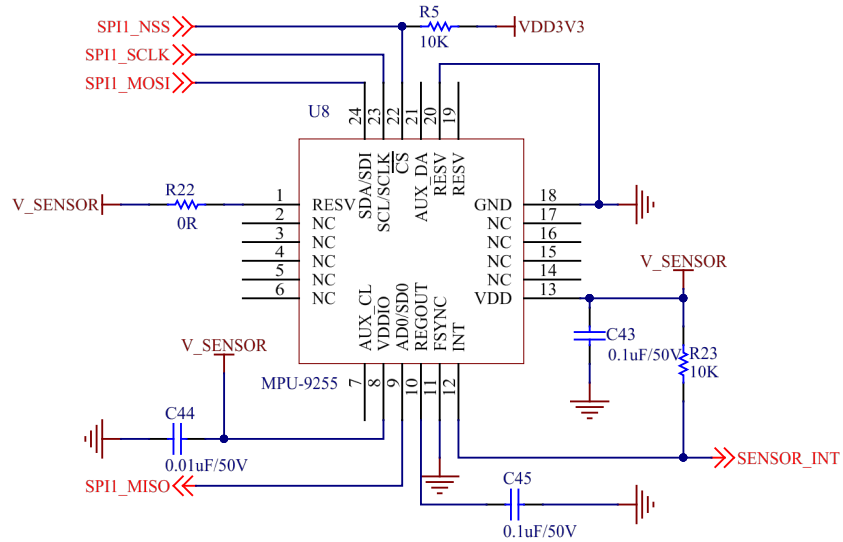 SPI1_NSS
R5
10K
VDD3V3
SPI1_SCLK
SPI1_MOSI
U8
24
23
22
21
20
19
SDA/SDI
SCL/SCLK
CS
AUX_DA
RESV
RESV
V_SENSOR
R22
0R
1
RESV
2
NC
3
NC
4
NC
5
NC
6
NC
GND
18
NC
17
NC
16
NC
15
NC
14
VDD
13
V_SENSOR
C43
0.1uF/50V
R23
10K
AUX_CL
VDDIO
AD0/SD0
REGOUT
FSYNC
INT
V_SENSOR
MPU-9255
7
8
9
10
11
12
C44
0.01uF/50V
SENSOR_INT
SPI1_MISO
C45
0.1uF/50V